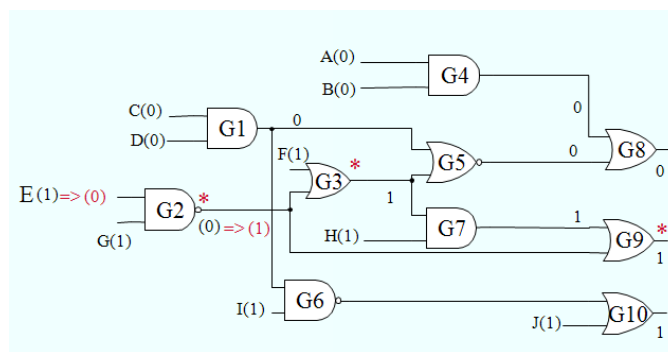 A(0)
G4
B(0)
C(0)
0
0
G1
D(0)
F(1)
*
G5
0
G8
0
G3
E(1)=>(0)
*
G2
1
1
*
(0)=>(1)
G7
G(1)
H(1)
G9
1
G6
I(1)
G10
J(1)
1